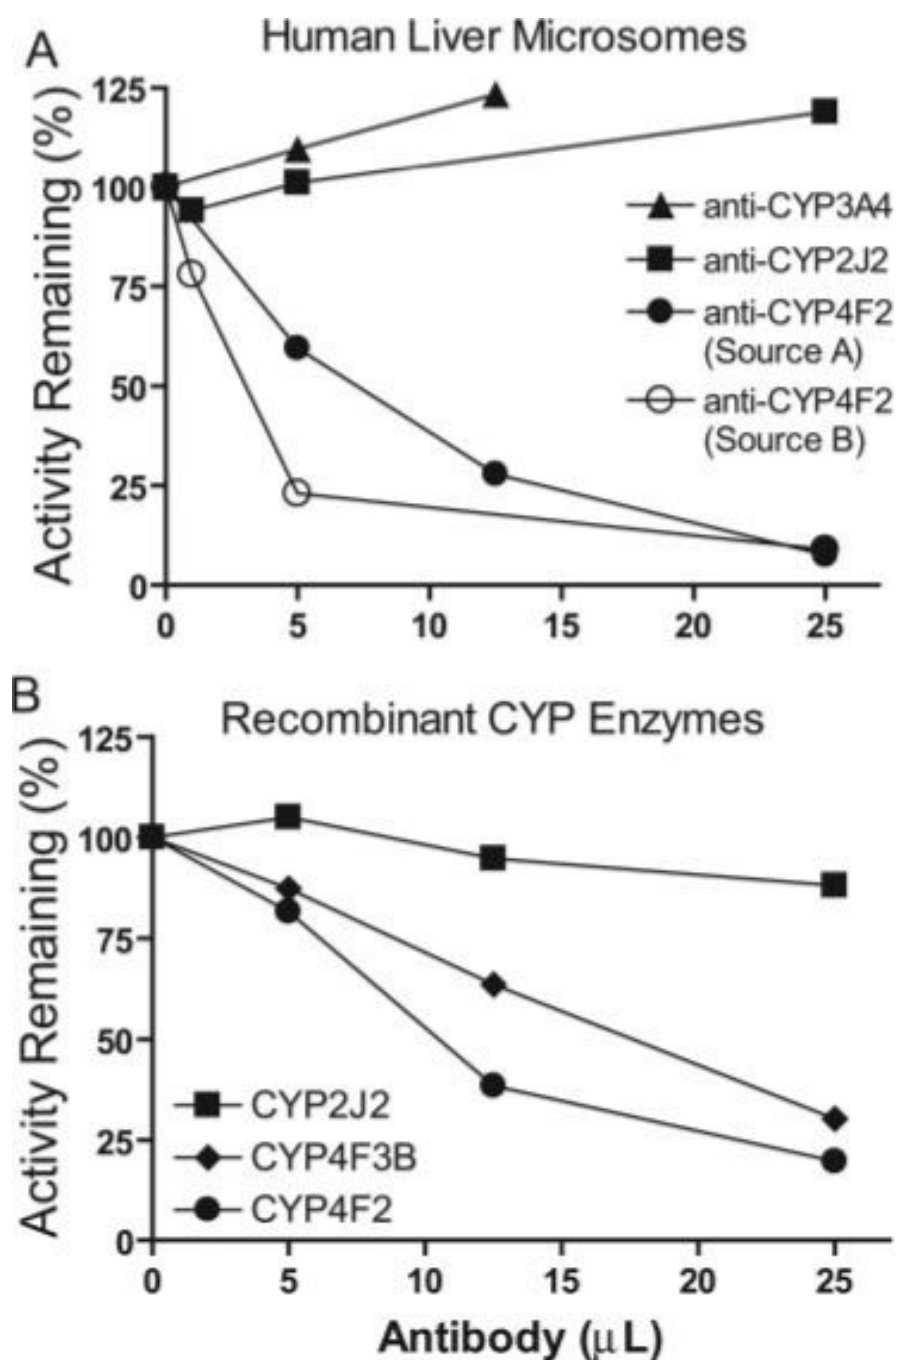 A
Human Liver Microsomes
Activity Remaining (%)
125
100
75
50
25
0
0 5 10 15 20 25
anti-CYP3A4
anti-CYP2J2
anti-CYP4F2
(Source A)
anti-CYP4F2
(Source B)
B
Recombinant CYP Enzymes
Activity Remaining (%)
125
100
75
50
25
0
CYP2J2
CYP4F3B
CYP4F2
0 5 10 15 20 25
Antibody (μL)